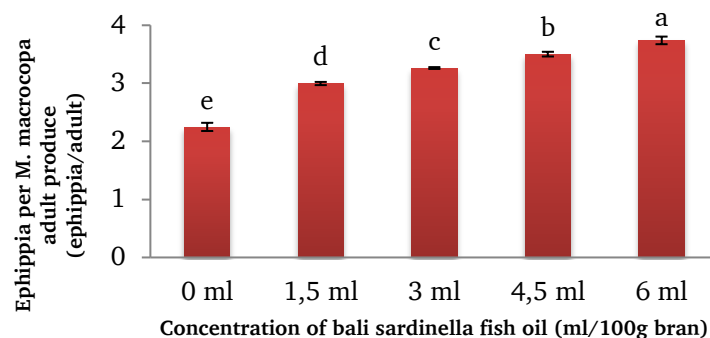 Ephippia per M. macrocopa
adult produce
(ephippia/adult)
4
3
2
1
0
e
d
c
b
a
0 ml
1,5 ml
3 ml
4,5 ml
6 ml
Concentration of bali sardinella fish oil (ml/100g bran)